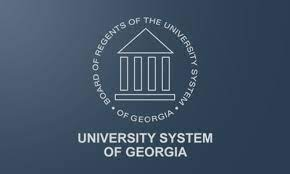 BOARD OF REGENTS OF THE UNIVERSITY SYSTEM
• OF GEORGIA •
UNIVERSITY SYSTEM
OF GEORGIA